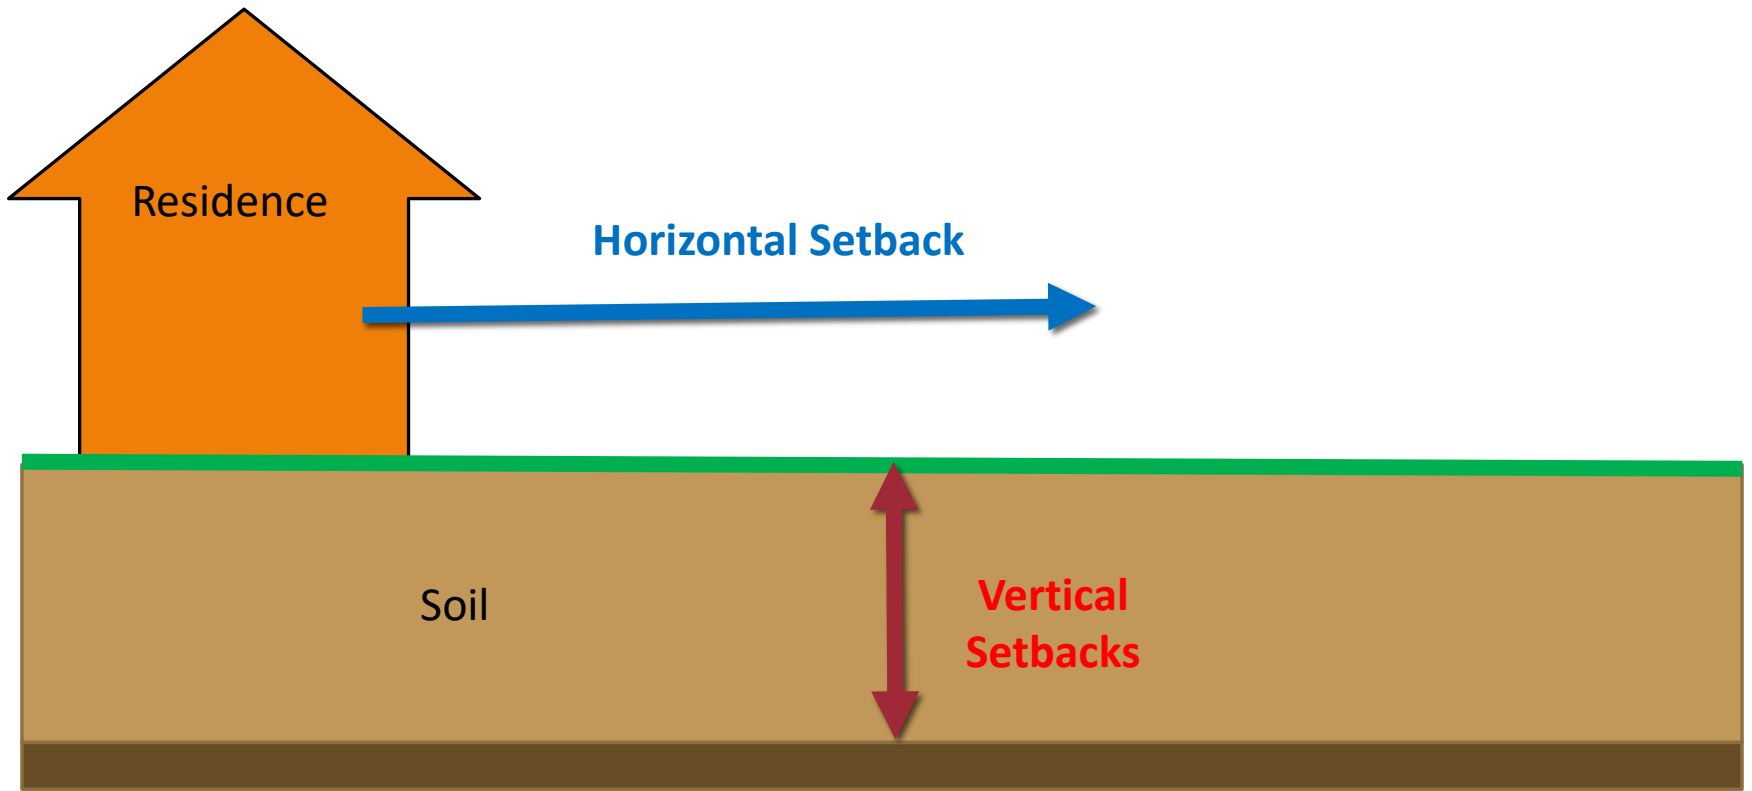 Residence
Horizontal Setback
Soil
Vertical
Setbacks